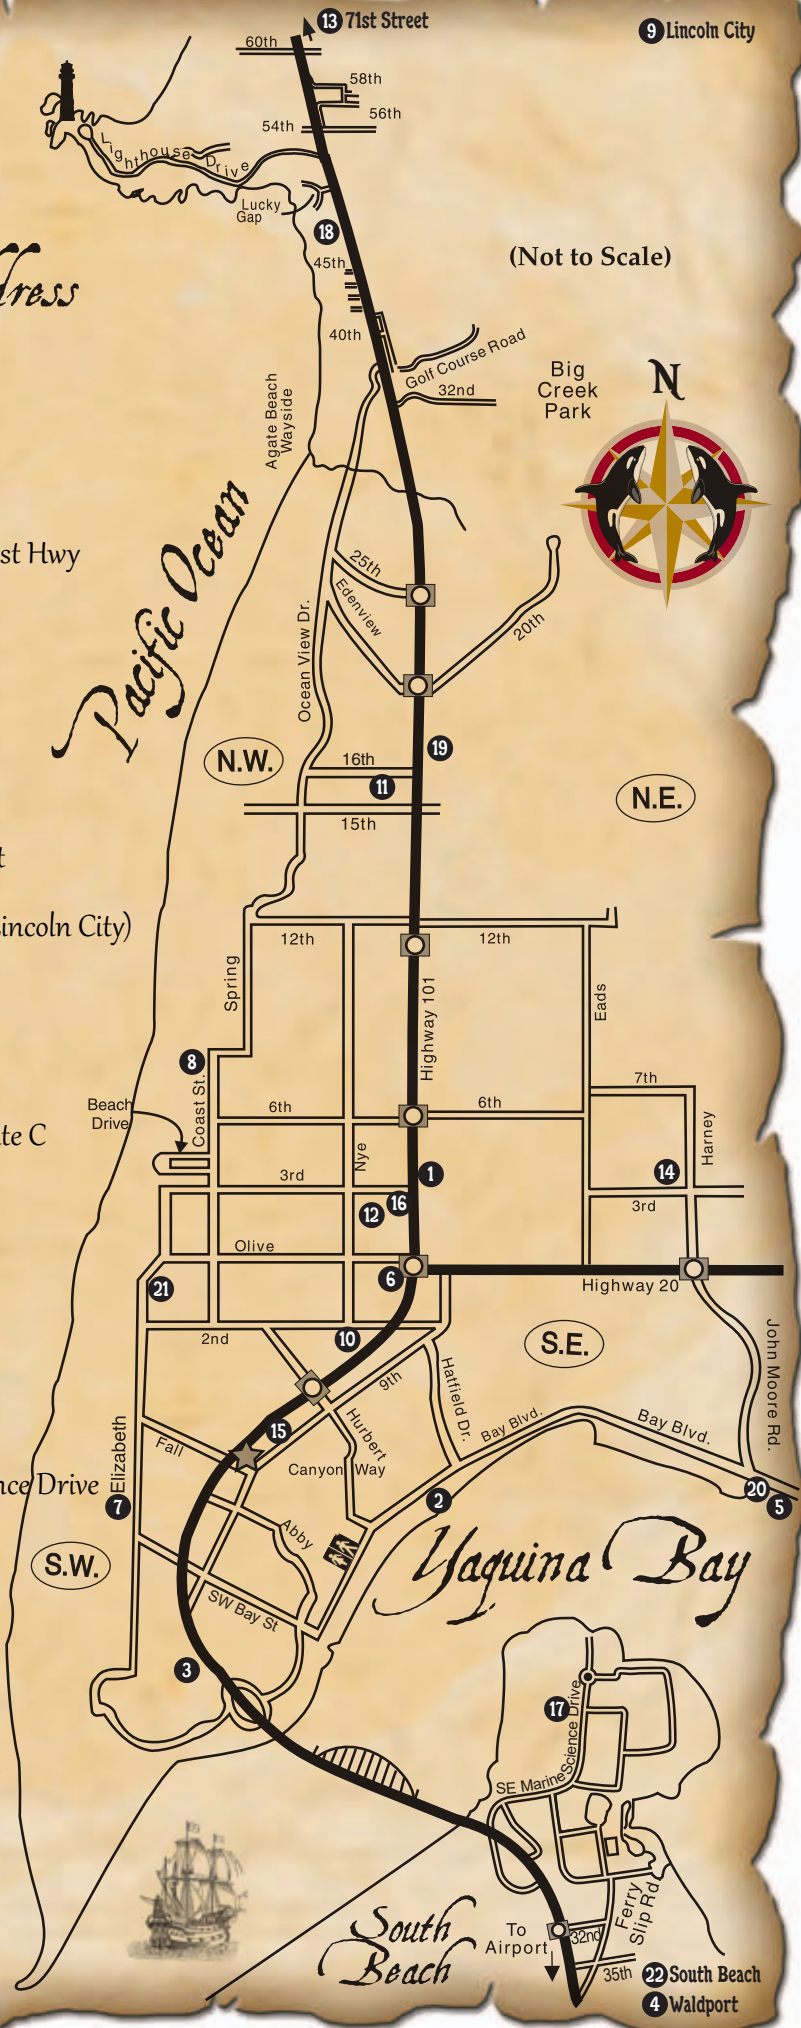 13 71st Street
9 Lincoln City
60th
58th
56th
54th
Lighthouse Drive
Lucky
Gap
18
(Not to Scale)
45th
dress
40th
Golf Course Road
32nd
Big
Creek
Park
N
Agate Beach
Wayside
Pacific Ocean
st Hwy
25th
Edenview
20th
Ocean View Dr.
N.W.
16th
19
11
N.E.
15th
t
incoln City)
12th
12th
Spring
Highway 101
Eads
8
Coast St.
7th
Beach
Drive
6th
6th
Harney
te C
Nye
3rd
1
14
16
12
3rd
Olive
6
21
Highway 20
2nd
10
S.E.
John Moore Rd.
9th
Hatfield Dr.
Elizabeth
15
Hurbert
Bay Blvd.
Bay Blvd.
Fall
Canyon Way
nce Drive
7
2
20
5
Abby
S.W.
Yaquina Bay
SW Bay St
3
17
SE Marine Science Drive
South
Beach
To
Airport
32nd
Ferry
Slip Rd
35th
22 South Beach
4 Waldport